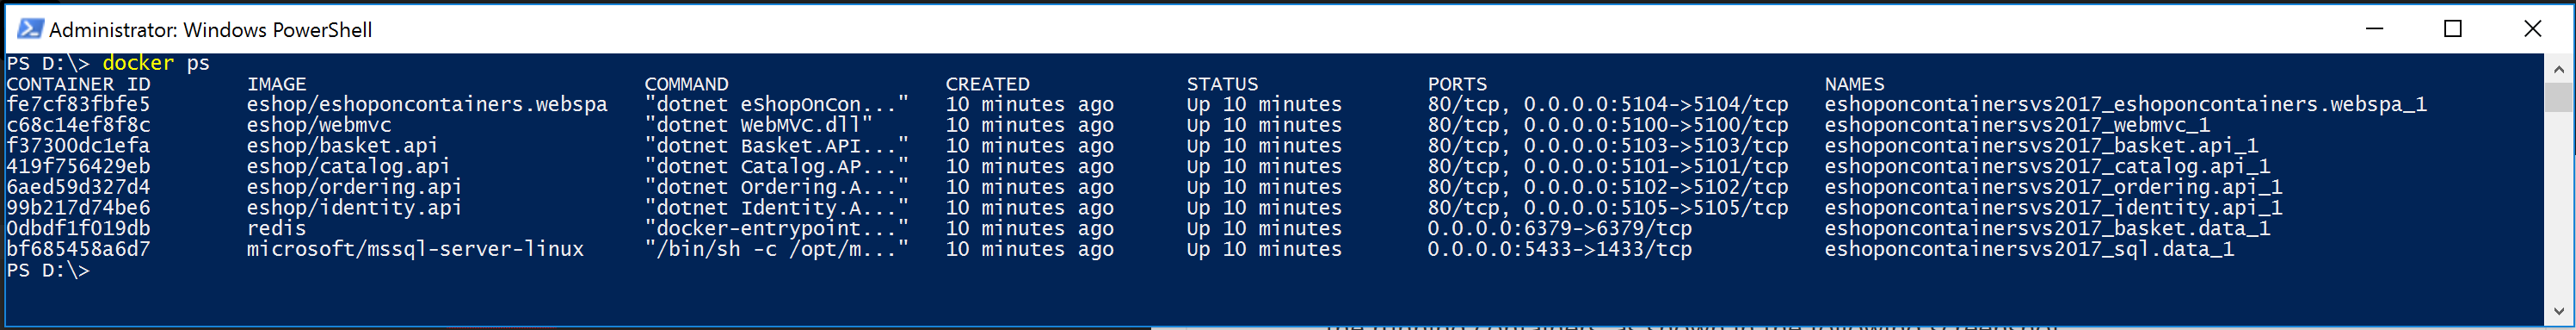 Administrator: Windows PowerShell
PS D:\> docker ps
CONTAINER ID        IMAGE                            COMMAND                  CREATED             STATUS              PORTS                            NAMES
fe7cf83fbfe5        eshop/eshoponcontainers.webspa   "dotnet eShopOnCon..."   10 minutes ago      Up 10 minutes       80/tcp, 0.0.0.0:5104->5104/tcp   eshoponcontainersvs2017_eshoponcontainers.webspa_1
c68c14ef8f8c        eshop/webmvc                     "dotnet WebMVC.dll"      10 minutes ago      Up 10 minutes       80/tcp, 0.0.0.0:5100->5100/tcp   eshoponcontainersvs2017_webmvc_1
f37300dc1efa        eshop/basket.api                 "dotnet Basket.API..."   10 minutes ago      Up 10 minutes       80/tcp, 0.0.0.0:5103->5103/tcp   eshoponcontainersvs2017_basket.api_1
419f756429eb        eshop/catalog.api                "dotnet Catalog.AP..."   10 minutes ago      Up 10 minutes       80/tcp, 0.0.0.0:5101->5101/tcp   eshoponcontainersvs2017_catalog.api_1
6aed59d327d4        eshop/ordering.api               "dotnet Ordering.A..."   10 minutes ago      Up 10 minutes       80/tcp, 0.0.0.0:5102->5102/tcp   eshoponcontainersvs2017_ordering.api_1
99b217d74be6        eshop/identity.api               "dotnet Identity.A..."   10 minutes ago      Up 10 minutes       80/tcp, 0.0.0.0:5105->5105/tcp   eshoponcontainersvs2017_identity.api_1
0dbdf1f019db        redis                            "docker-entrypoint..."   10 minutes ago      Up 10 minutes       0.0.0.0:6379->6379/tcp           eshoponcontainersvs2017_basket.data_1
bf685458a6d7        microsoft/mssql-server-linux     "/bin/sh -c /opt/m..."   10 minutes ago      Up 10 minutes       0.0.0.0:5433->1433/tcp           eshoponcontainersvs2017_sql.data_1
PS D:\>